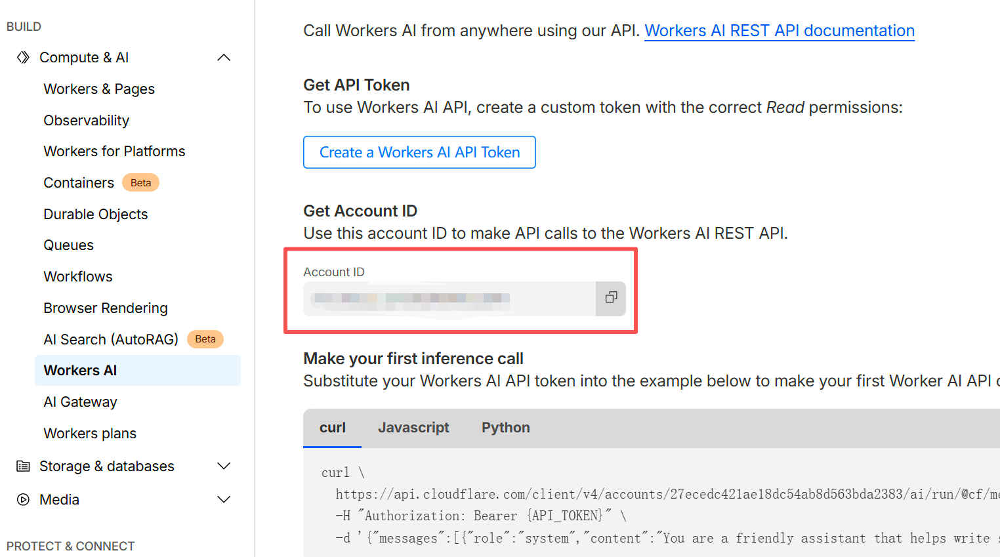 BUILD
Compute & AI
Workers & Pages
Observability
Workers for Platforms
Containers Beta
Durable Objects
Queues
Workflows
Browser Rendering
AI Search (AutoRAG) Beta
Workers AI
AI Gateway
Workers plans
Storage & databases
Media
PROTECT & CONNECT
Call Workers AI from anywhere using our API. Workers AI REST API documentation
Get API Token
To use Workers AI API, create a custom token with the correct Read permissions:
Create a Workers AI API Token
Get Account ID
Use this account ID to make API calls to the Workers AI REST API.
Account ID
Make your first inference call
Substitute your Workers AI API token into the example below to make your first Worker AI API
curl Javascript Python
curl \
https://api.cloudflare.com/client/v4/accounts/27ecedc421ae18dc54ab8d563bda2383/ai/run/@cf/me
-H "Authorization: Bearer {API_TOKEN}" \
-d '{"messages":[{"role":"system","content":"You are a friendly assistant that helps write